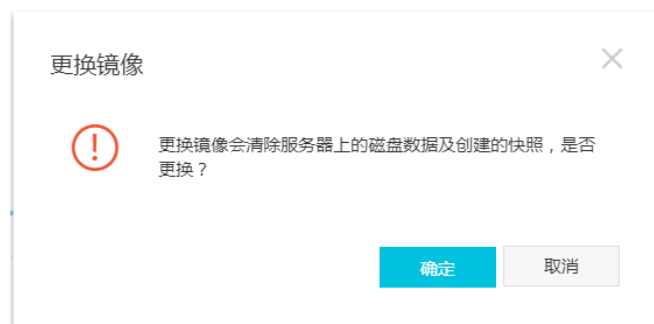 更换镜像
更换镜像会清除服务器上的磁盘数据及创建的快照，是否
更换？
确定
取消